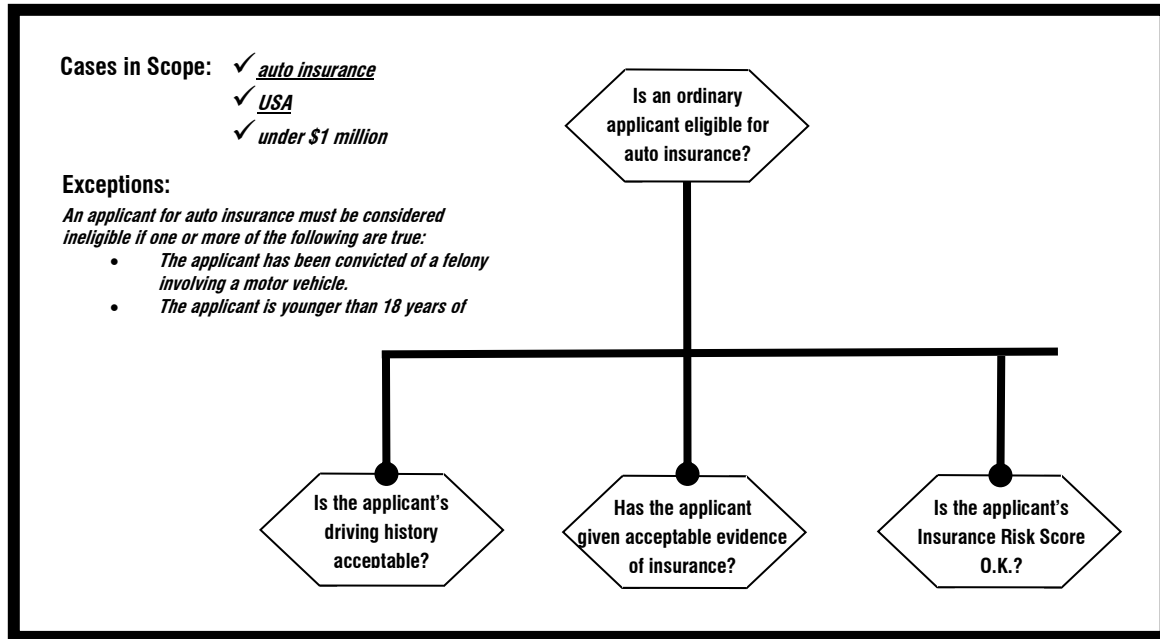 Cases in Scope: ✓ auto insurance
✓ USA
✓ under $1 million
Exceptions:
An applicant for auto insurance must be considered
ineligible if one or more of the following are true:
• The applicant has been convicted of a felony
involving a motor vehicle.
• The applicant is younger than 18 years of
Is an ordinary
applicant eligible for
auto insurance?
Is the applicant’s
driving history
acceptable?
Has the applicant
given acceptable evidence
of insurance?
Is the applicant’s
Insurance Risk Score
O.K.?